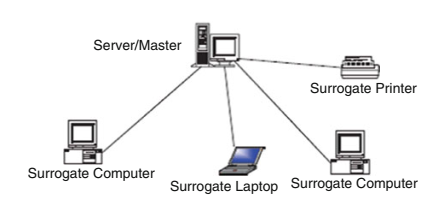 Server/Master
Surrogate Printer
Surrogate Computer
Surrogate Laptop
Surrogate Computer